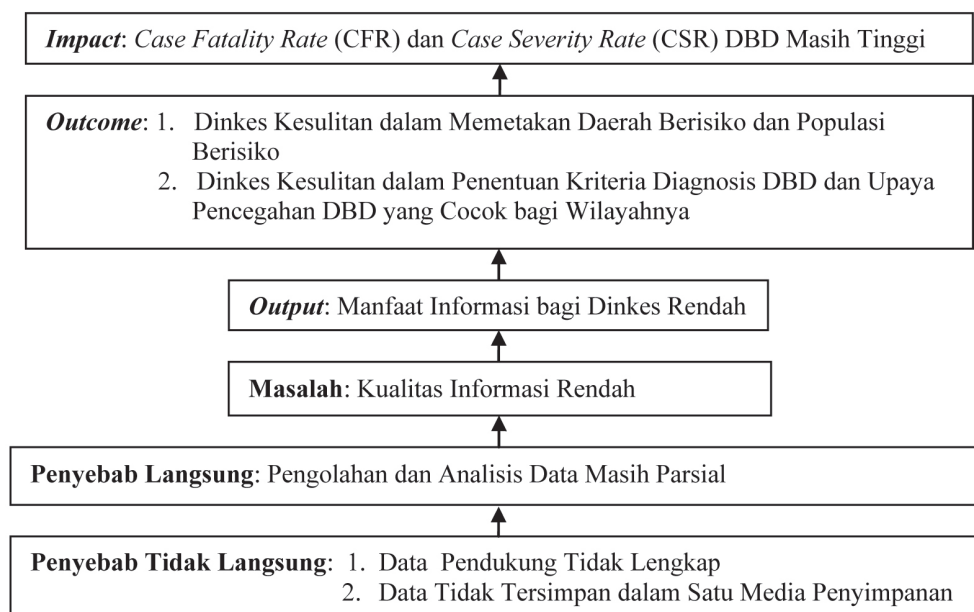 Impact: Case Fatality Rate (CFR) dan Case Severity Rate (CSR) DBD Masih Tinggi
Outcome: 1. Dinkes Kesulitan dalam Memetakan Daerah Berisiko dan Populasi
Berisiko
2. Dinkes Kesulitan dalam Penentuan Kriteria Diagnosis DBD dan Upaya
Pencegahan DBD yang Cocok bagi Wilayahnya
Output: Manfaat Informasi bagi Dinkes Rendah
Masalah: Kualitas Informasi Rendah
Penyebab Langsung: Pengolahan dan Analisis Data Masih Parsial
Penyebab Tidak Langsung: 1. Data Pendukung Tidak Lengkap
2. Data Tidak Tersimpan dalam Satu Media Penyimpanan